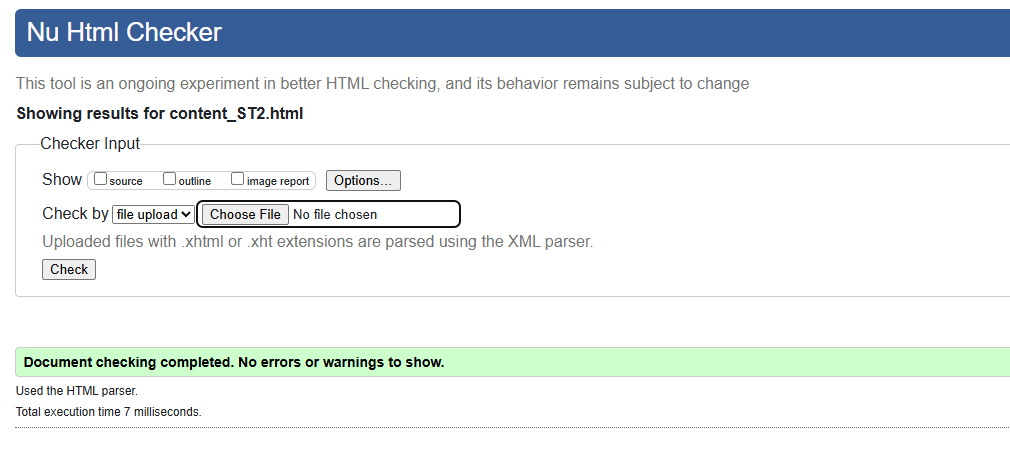 Nu Html Checker
This tool is an ongoing experiment in better HTML checking, and its behavior remains subject to change
Showing results for content_ST2.html
Checker Input
Show source outline image report Options...
Check by file upload Choose File No file chosen
Uploaded files with .xhtml or .xht extensions are parsed using the XML parser.
Check
Document checking completed. No errors or warnings to show.
Used the HTML parser.
Total execution time 7 milliseconds.